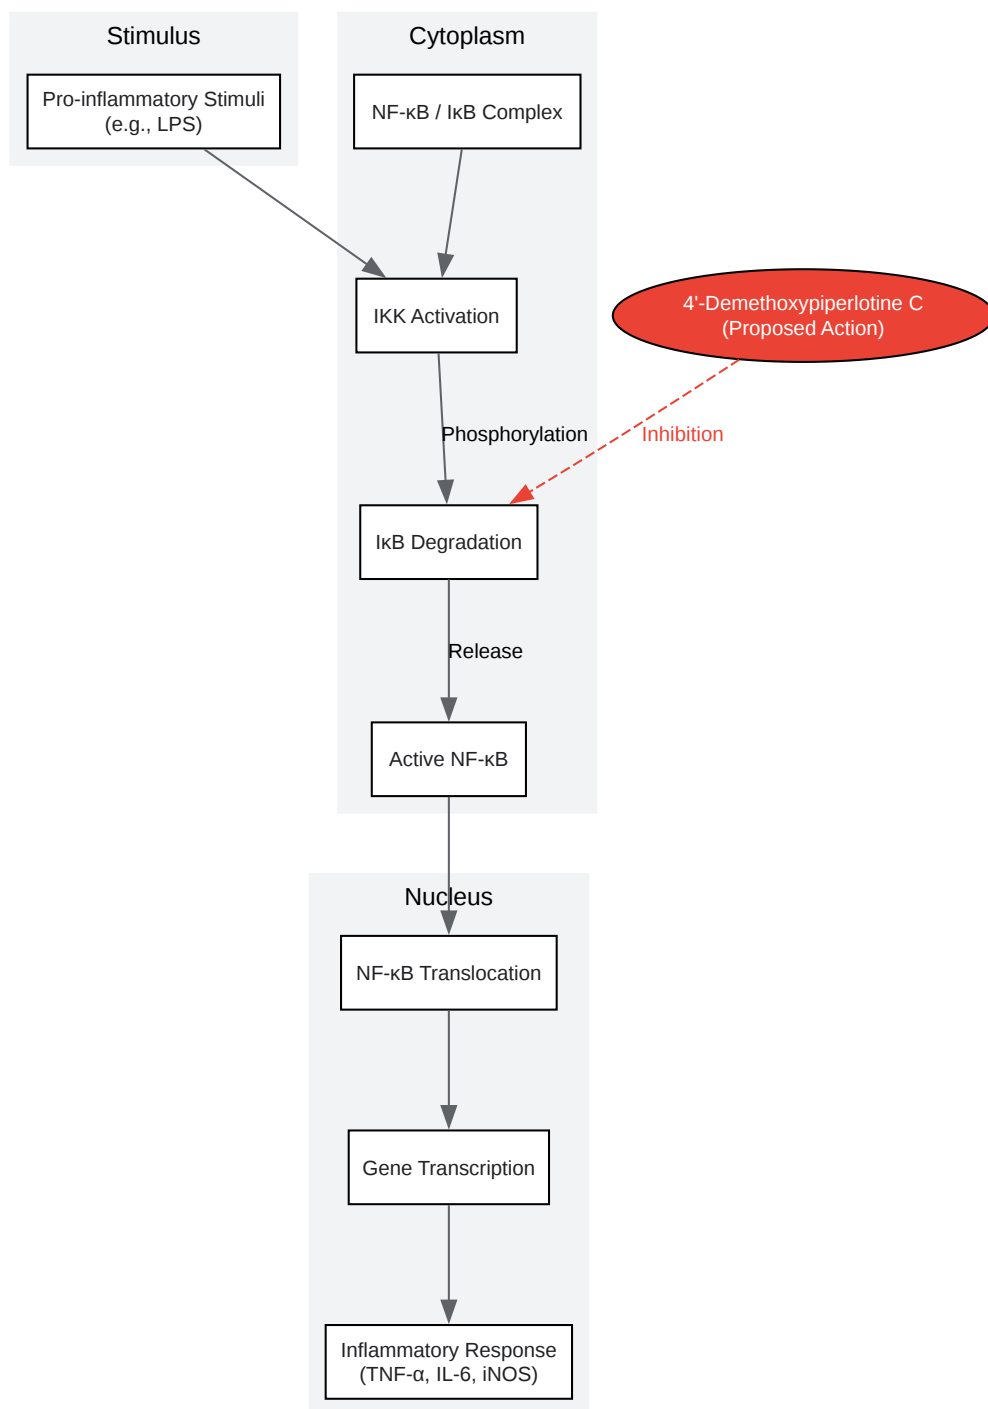 Stimulus
Cytoplasm
Pro-inflammatory Stimuli
(e.g., LPS)
NF-κB / IκB Complex
IKK Activation
4'-Demethoxypiperlotine C
(Proposed Action)
Phosphorylation
Inhibition
IκB Degradation
Release
Active NF-κB
Nucleus
NF-κB Translocation
Gene Transcription
Inflammatory Response
(TNF-α, IL-6, iNOS)